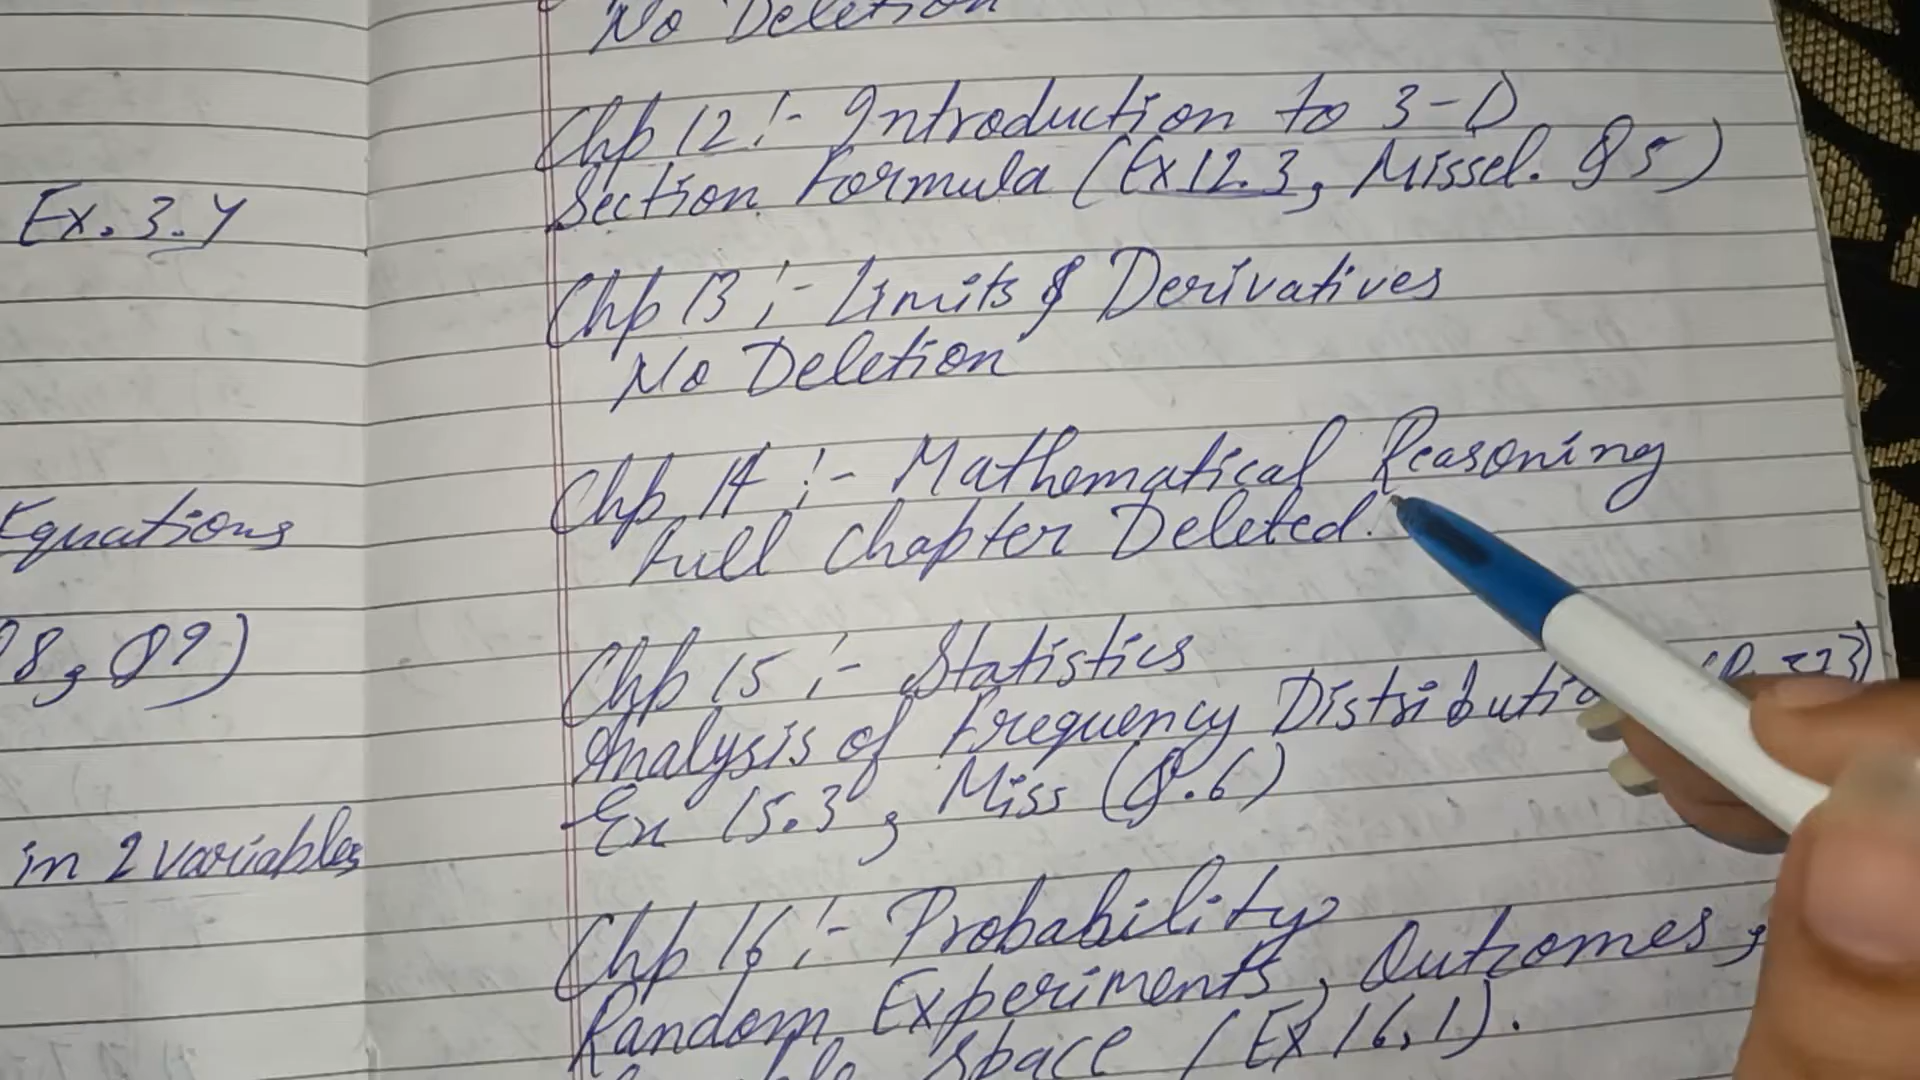 Ex. 3.4
Equations
8, Q9)
in 2 variables
No Deletion
Chp 12 :- Introduction to 3-D
Section Formula (Ex 12.3, Missel. Q5)
Chp 13 :- Limits & Derivatives
No Deletion
Chp 14 :- Mathematical Reasoning
Full Chapter Deleted.
Chp 15 :- Statistics
Analysis of Frequency Distributio
Ex 15.3, Miss (Q.6)
Chp 16 :- Probability
Random Experiments, Outcomes,
Space (Ex 16.1).